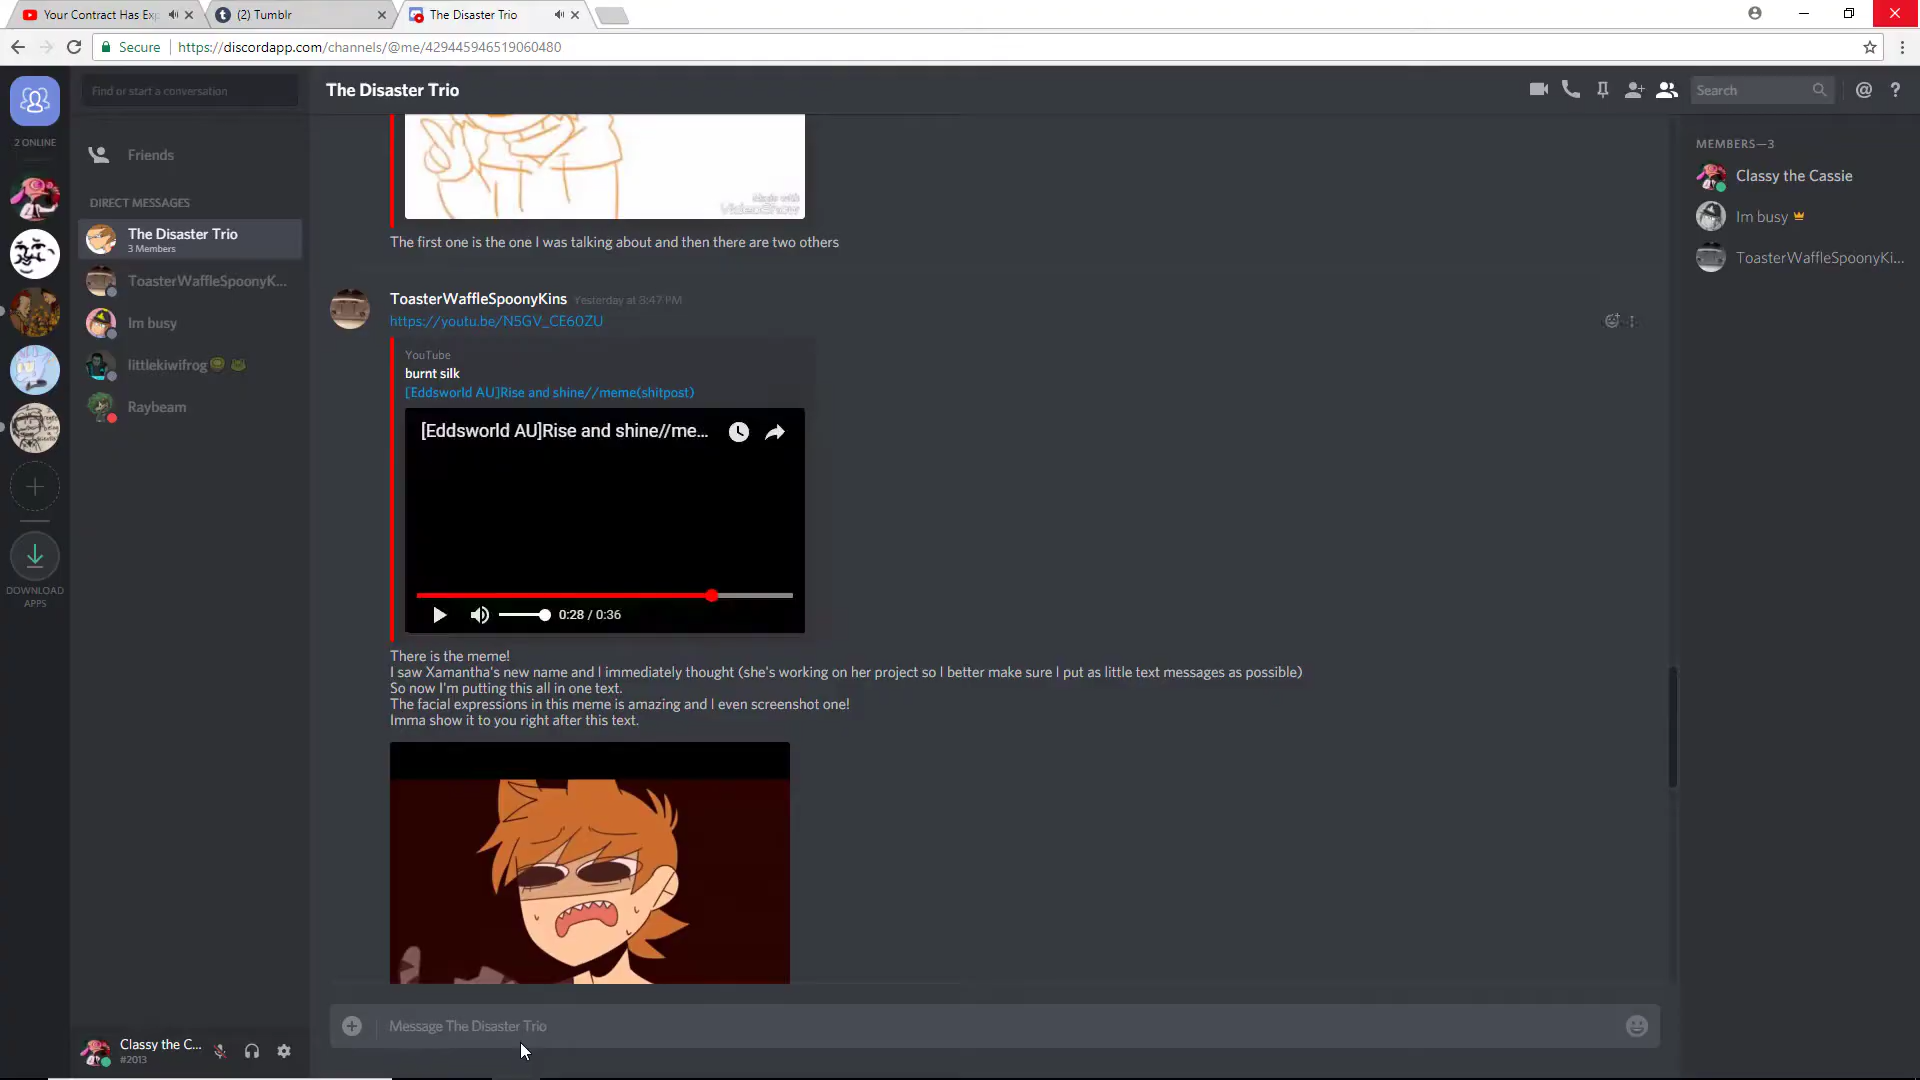 Your Contract Has Ex
(2) Tumblr
The Disaster Trio
Secure
https://discordapp.com/channels/@me/429445946519060480
Find or start a conversation
The Disaster Trio
Search
@
?
2 ONLINE
Friends
DIRECT MESSAGES
The Disaster Trio
3 Members
ToasterWaffleSpoonyK...
Im busy
littlekiwifrog
Raybeam
DOWNLOAD
APPS
Made with
VideoShow
The first one is the one I was talking about and then there are two others
ToasterWaffleSpoonyKins Yesterday at 3:47 PM
https://youtu.be/N5GV_CE60ZU
YouTube
burnt silk
[Eddsworld AU]Rise and shine//meme(shitpost)
[Eddsworld AU]Rise and shine//me...
0:28 / 0:36
There is the meme!
I saw Xamantha's new name and I immediately thought (she's working on her project so I better make sure I put as little text messages as possible)
So now I'm putting this all in one text.
The facial expressions in this meme is amazing and I even screenshot one!
Imma show it to you right after this text.
MEMBERS—3
Classy the Cassie
Im busy
ToasterWaffleSpoonyKi...
Classy the C...
#2013
Message The Disaster Trio